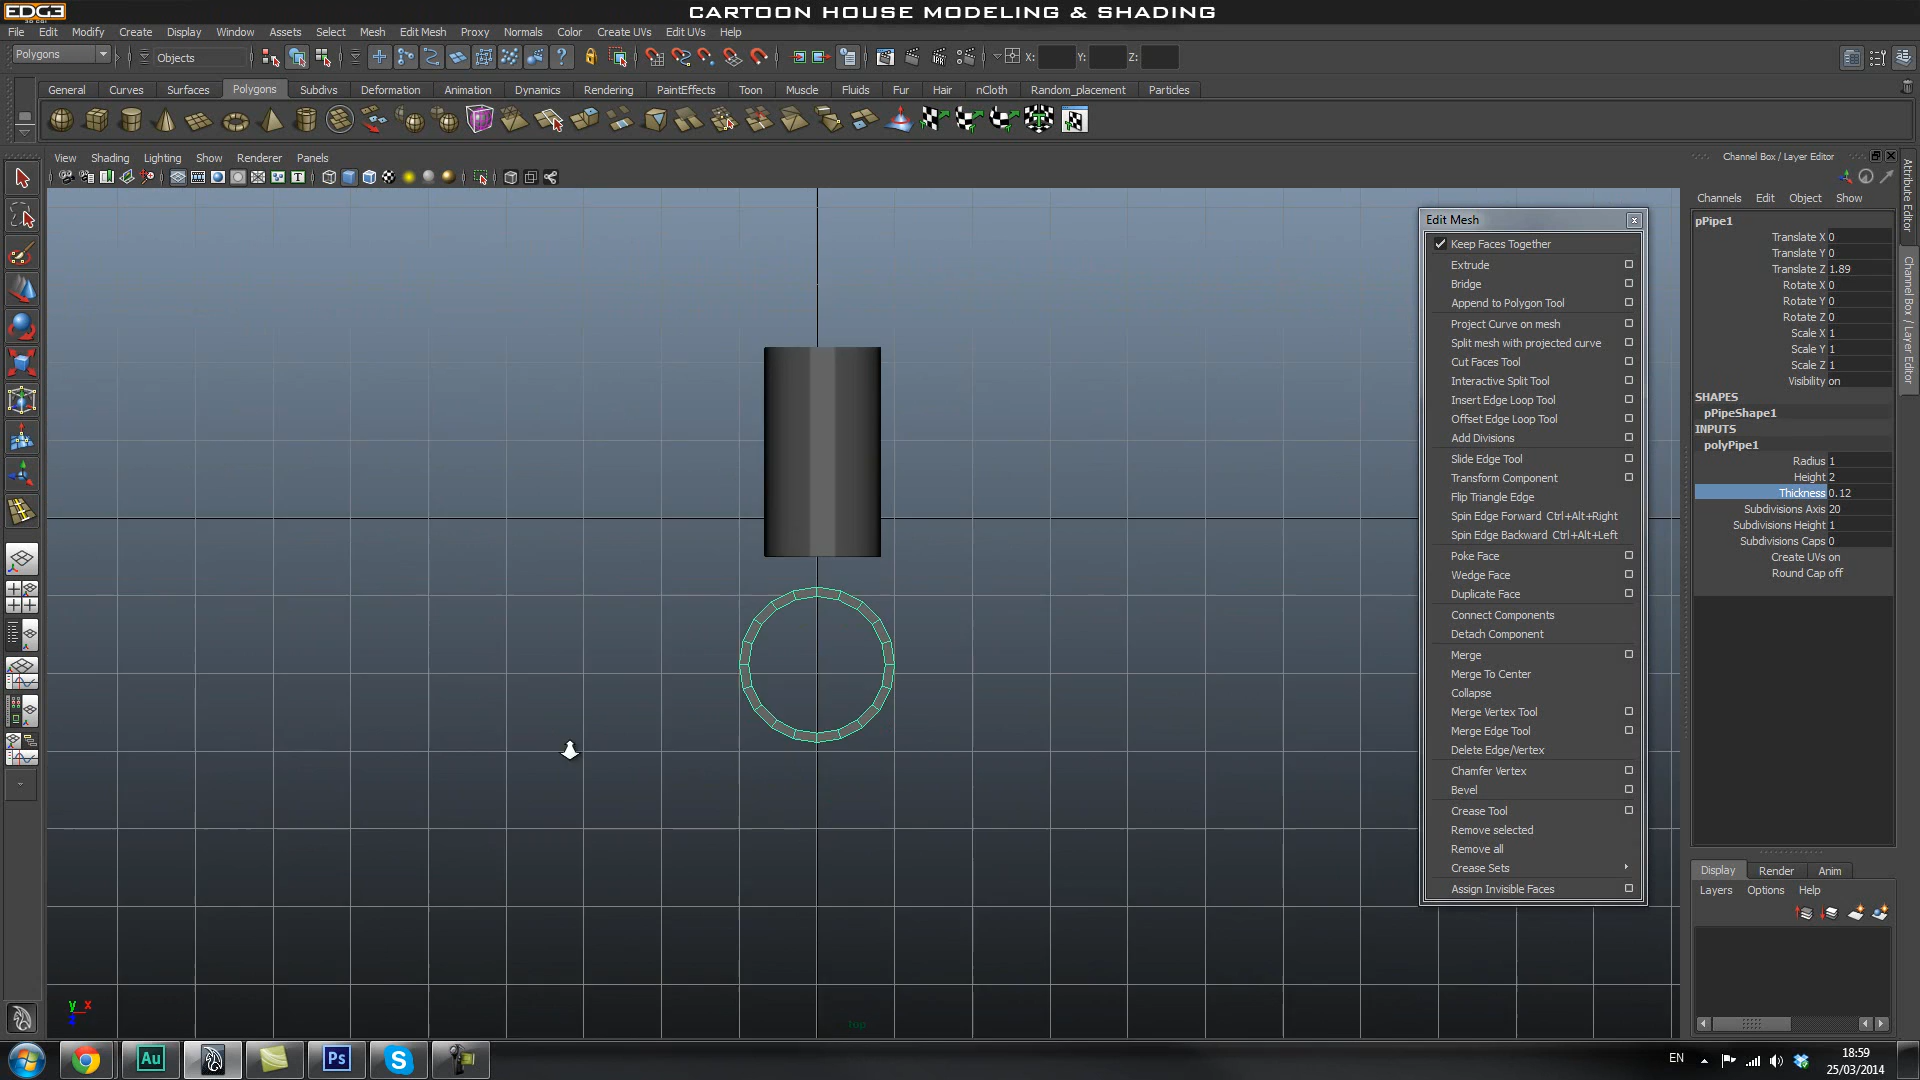 EDG3
3D CGI
CARTOON HOUSE MODELING & SHADING
File Edit Modify Create Display Window Assets Select Mesh Edit Mesh Proxy Normals Color Create UVs Edit UVs Help
Polygons Objects X: Y: Z:
General Curves Surfaces Polygons Subdivs Deformation Animation Dynamics Rendering PaintEffects Toon Muscle Fluids Fur Hair nCloth Random_placement Particles
View Shading Lighting Show Renderer Panels
Edit Mesh
Keep Faces Together
Extrude
Bridge
Append to Polygon Tool
Project Curve on mesh
Split mesh with projected curve
Cut Faces Tool
Interactive Split Tool
Insert Edge Loop Tool
Offset Edge Loop Tool
Add Divisions
Slide Edge Tool
Transform Component
Flip Triangle Edge
Spin Edge Forward Ctrl+Alt+Right
Spin Edge Backward Ctrl+Alt+Left
Poke Face
Wedge Face
Duplicate Face
Connect Components
Detach Component
Merge
Merge To Center
Collapse
Merge Vertex Tool
Merge Edge Tool
Delete Edge/Vertex
Chamfer Vertex
Bevel
Crease Tool
Remove selected
Remove all
Crease Sets
Assign Invisible Faces
Channel Box / Layer Editor
Channels Edit Object Show
pPipe1
Translate X 0
Translate Y 0
Translate Z 1.89
Rotate X 0
Rotate Y 0
Rotate Z 0
Scale X 1
Scale Y 1
Scale Z 1
Visibility on
SHAPES
pPipeShape1
INPUTS
polyPipe1
Radius 1
Height 2
Thickness 0.12
Subdivisions Axis 20
Subdivisions Height 1
Subdivisions Caps 0
Create UVs on
Round Cap off
Attribute Editor
Channel Box / Layer Editor
Display Render Anim
Layers Options Help
y x
z
top
Au Ps
EN
18:59
25/03/2014